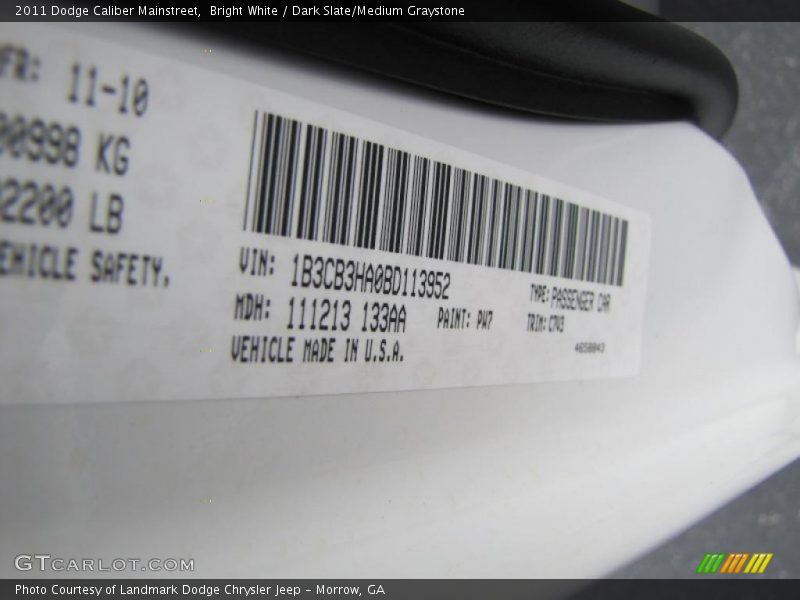 2011 Dodge Caliber Mainstreet, Bright White / Dark Slate/Medium Graystone
FR: 11-10
00998 KG
2200 LB
EHICLE SAFETY,
VIN: 1B3CB3HA0BD113952
TYPE: PASSENGER CAR
MDH: 111213 133AA PAINT: PW7 TRIM: C7V3
VEHICLE MADE IN U.S.A.
GTCARLOT.COM
Photo Courtesy of Landmark Dodge Chrysler Jeep - Morrow, GA